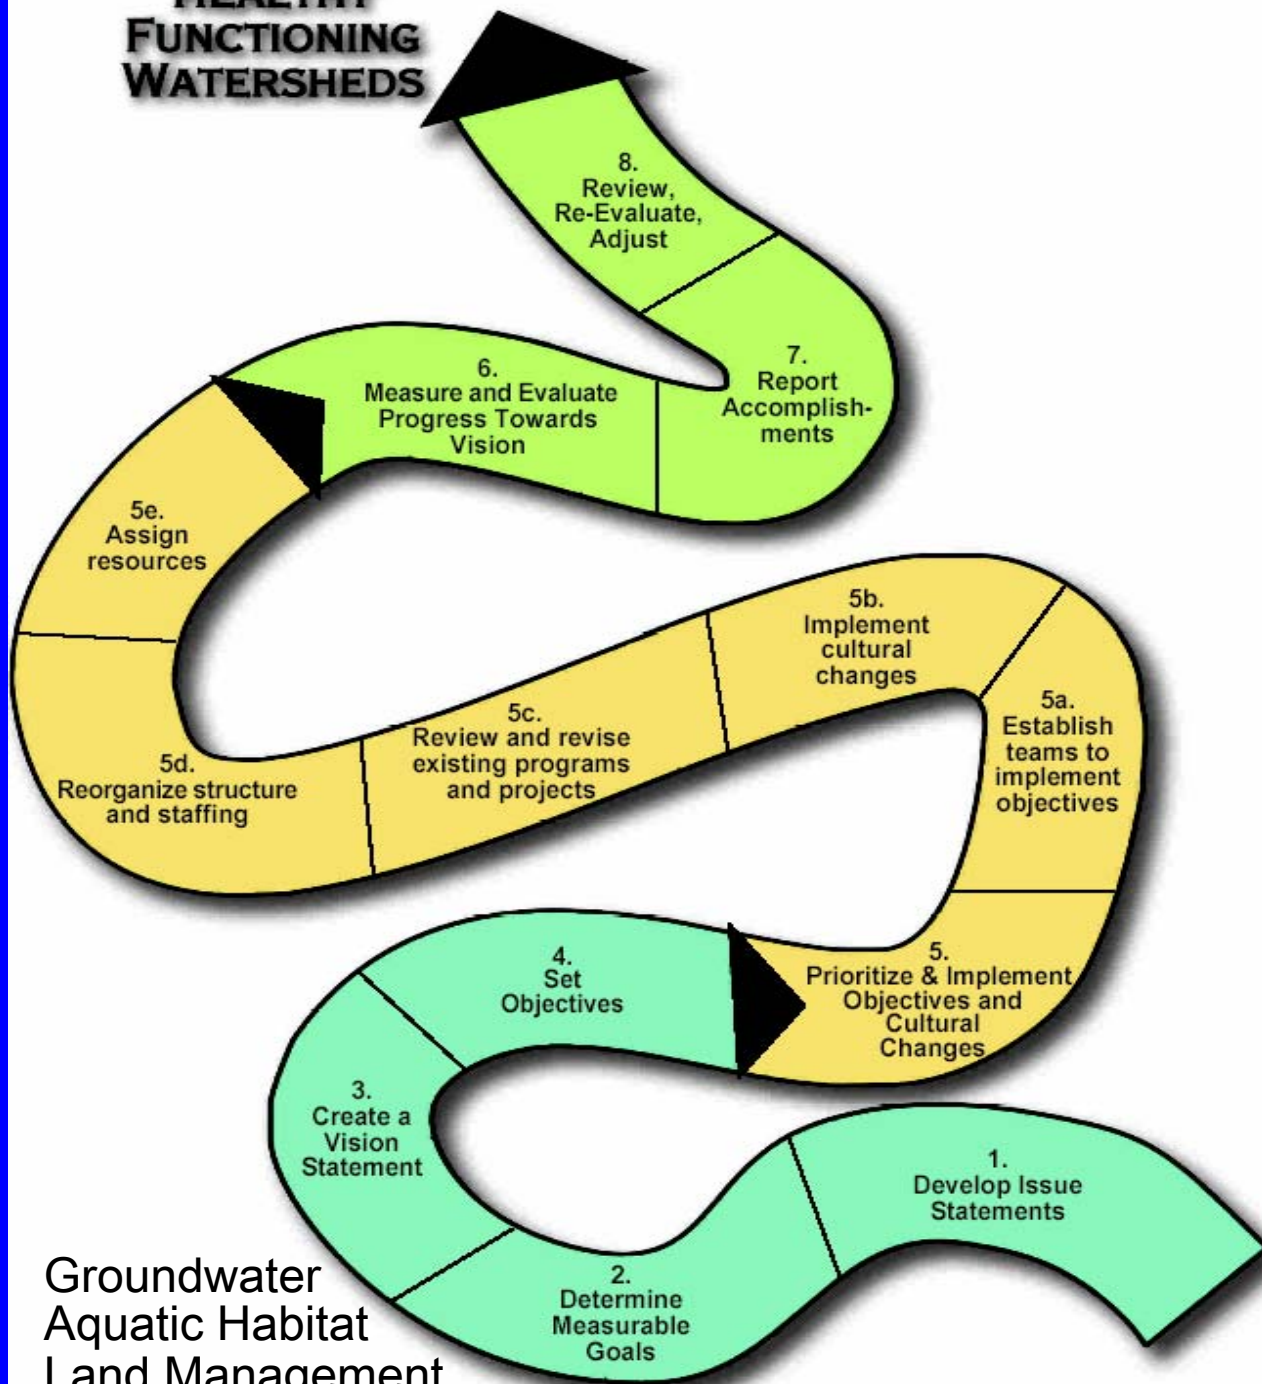 HEALTHY
FUNCTIONING
WATERSHEDS
8.
Review,
Re-Evaluate,
Adjust
7.
Report
Accomplish-
ments
6.
Measure and Evaluate
Progress Towards
Vision
5e.
Assign
resources
5b.
Implement
cultural
changes
5a.
Establish
teams to
implement
objectives
5c.
Review and revise
existing programs
and projects
5d.
Reorganize structure
and staffing
4.
Set
Objectives
5.
Prioritize & Implement
Objectives and
Cultural
Changes
3.
Create a
Vision
Statement
1.
Develop Issue
Statements
2.
Determine
Measurable
Goals
Groundwater
Aquatic Habitat
Land Management